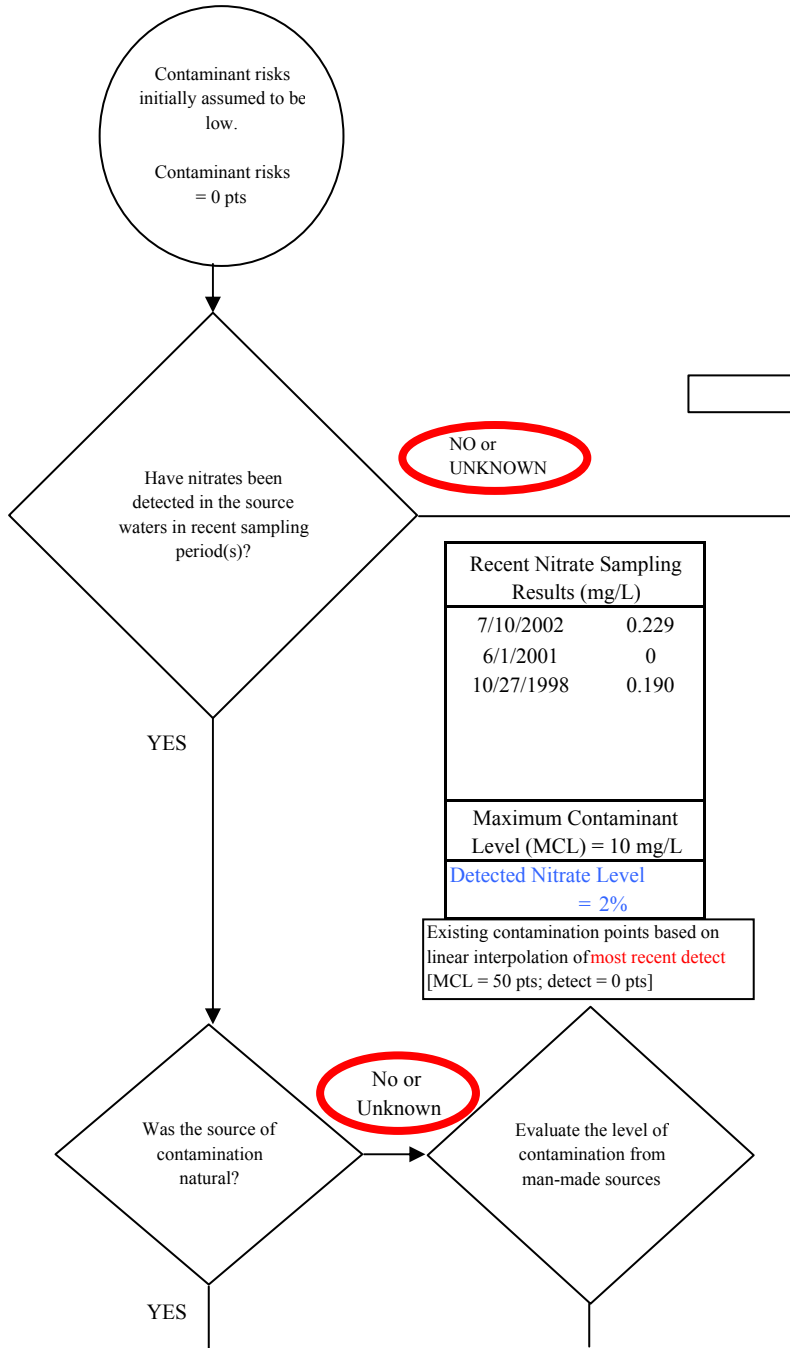 Contaminant risks
initially assumed to be
low.
Contaminant risks
= 0 pts
Have nitrates been
detected in the source
waters in recent sampling
period(s)?
NO or
UNKNOWN
Recent Nitrate Sampling
Results (mg/L)
7/10/2002 0.229
6/1/2001 0
10/27/1998 0.190
Maximum Contaminant
Level (MCL) = 10 mg/L
Detected Nitrate Level
= 2%
Existing contamination points based on
linear interpolation of most recent detect
[MCL = 50 pts; detect = 0 pts]
YES
Was the source of
contamination
natural?
No or
Unknown
Evaluate the level of
contamination from
man-made sources
YES